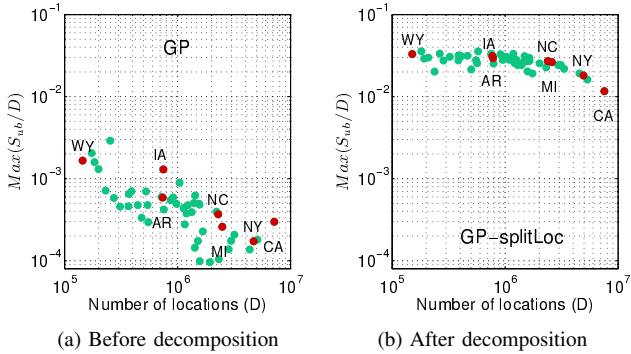 GP
WY
IA
AR
NC
MI
NY
CA
Max(S_ub/D)
10^-1
10^-2
10^-3
10^-4
10^5
10^6
10^7
Number of locations (D)
(a) Before decomposition
WY
IA
AR
NC
MI
NY
CA
GP−splitLoc
Max(S_ub/D)
10^-1
10^-2
10^-3
10^-4
10^5
10^6
10^7
Number of locations (D)
(b) After decomposition